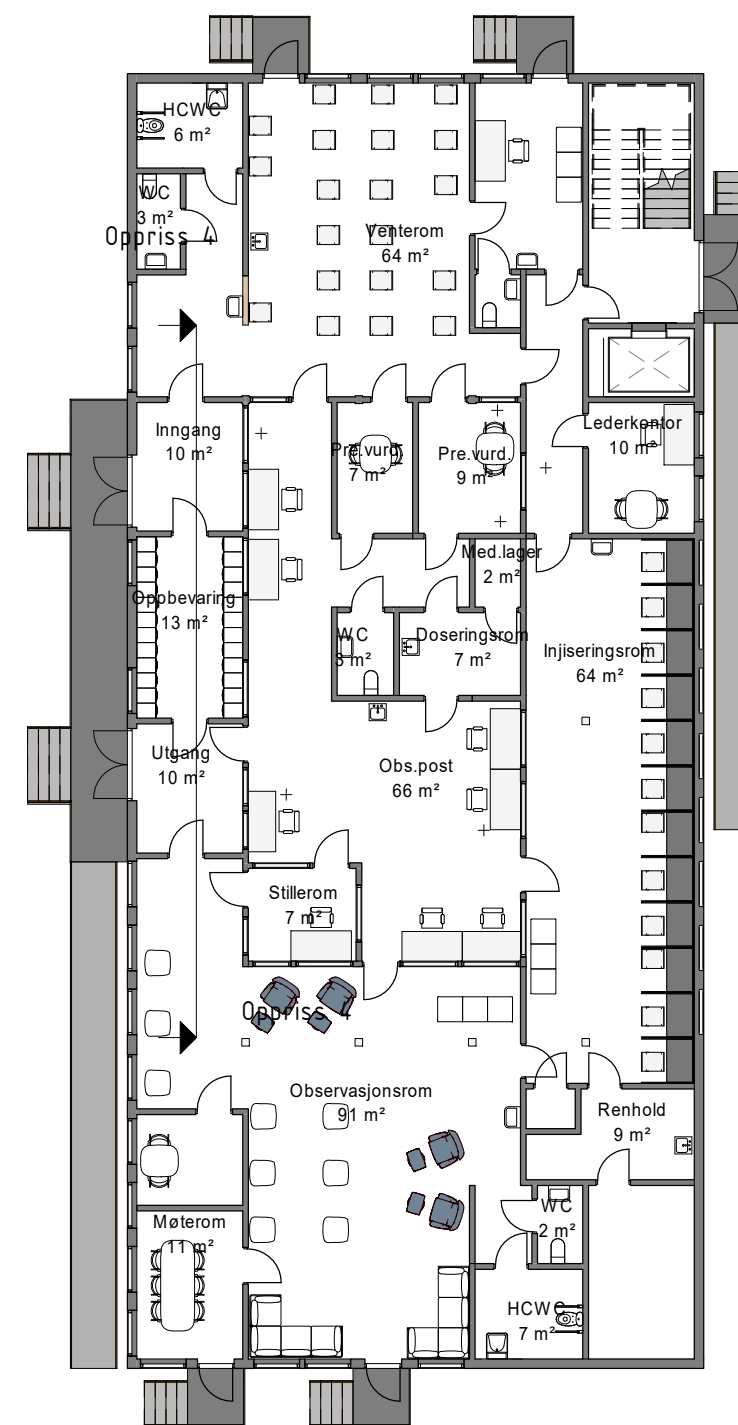 HCWC
6 m²
WC
3 m²
Oppriss 4
Venterom
64 m²
Inngang
10 m²
Pre.vurd.
7 m²
Pre.vurd.
9 m²
Lederkontor
10 m²
Med.lager
2 m²
Oppbevaring
13 m²
WC
3 m²
Doseringsrom
7 m²
Injiseringsrom
64 m²
Utgang
10 m²
Obs.post
66 m²
Stillerom
7 m²
Oppriss 4
Observasjonsrom
91 m²
Renhold
9 m²
Møterom
11 m²
WC
2 m²
HCWC
7 m²